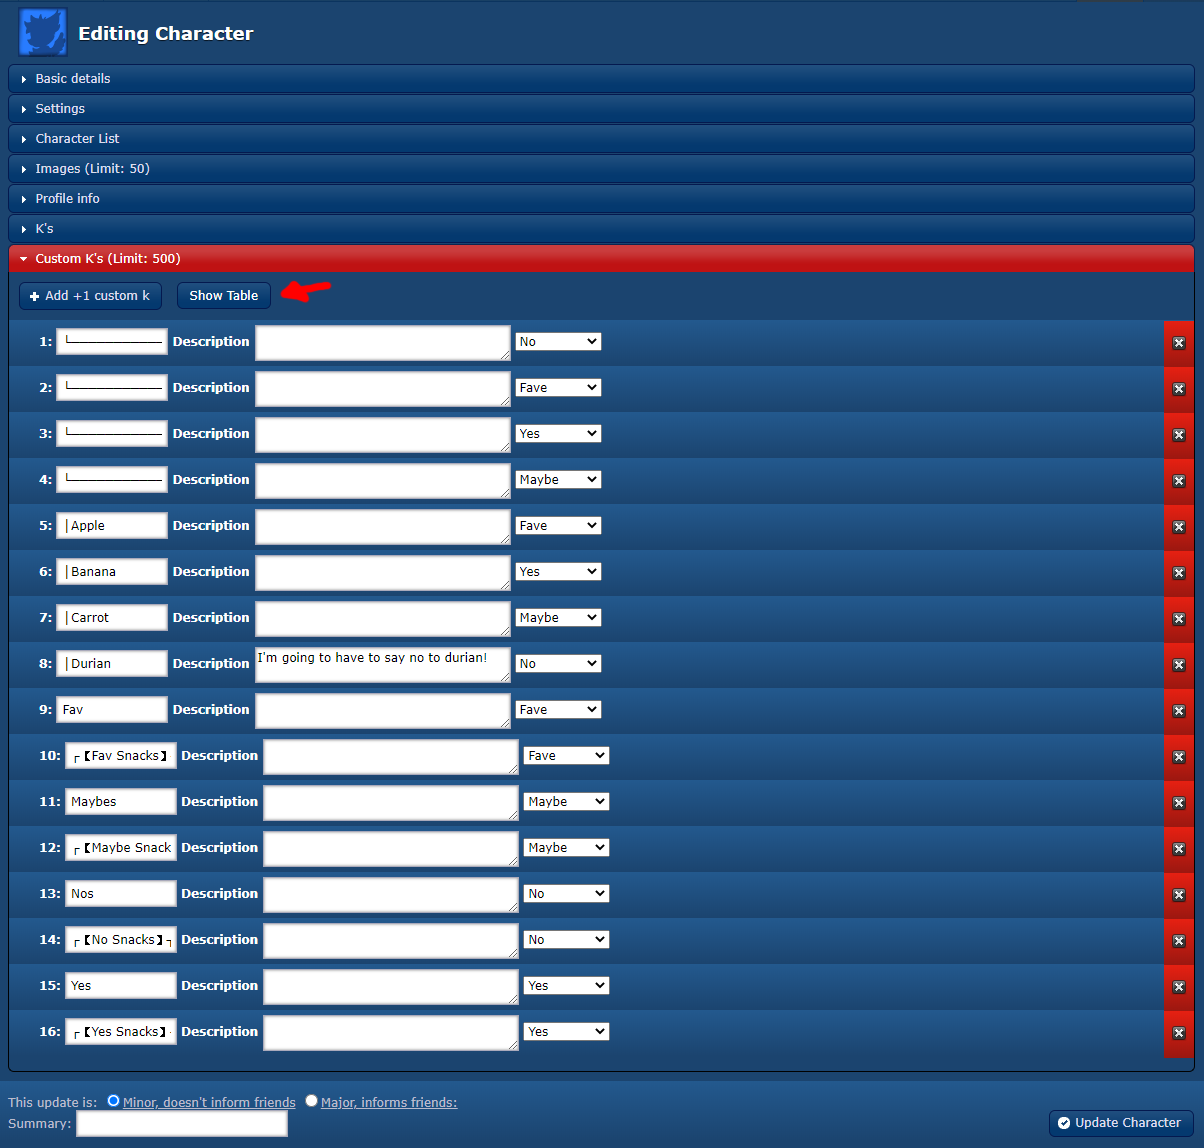 Editing Character
Basic details
Settings
Character List
Images (Limit: 50)
Profile info
K's
Custom K's (Limit: 500)
Add +1 custom k Show Table
1: └─────────── Description No
2: └─────────── Description Fave
3: └─────────── Description Yes
4: └─────────── Description Maybe
5: │Apple Description Fave
6: │Banana Description Yes
7: │Carrot Description Maybe
8: │Durian Description I'm going to have to say no to durian! No
9: Fav Description Fave
10: ┌【Fav Snacks】 Description Fave
11: Maybes Description Maybe
12: ┌【Maybe Snack Description Maybe
13: Nos Description No
14: ┌【No Snacks】┐ Description No
15: Yes Description Yes
16: ┌【Yes Snacks】 Description Yes
This update is: Minor, doesn't inform friends Major, informs friends:
Summary: Update Character